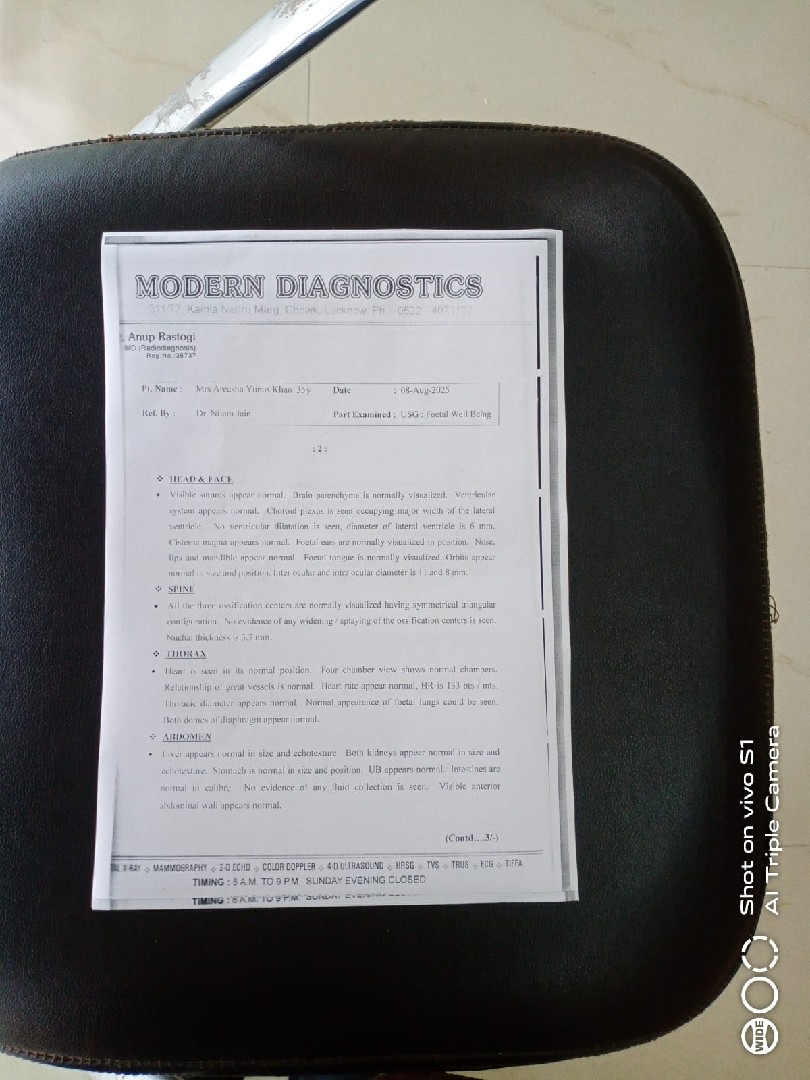 MODERN DIAGNOSTICS
311/77, Kamla Nehru Marg, Chowk, Lucknow. Ph. : 0522 -
Anup Rastogi
MD (Radiodiagnosis)
Reg.No.:38737
Pt. Name : Mrs Areesha Yunus Khan 35y Date : 08-Aug-2025
Ref. By : Dr. Jain Part Examined : USG : Foetal Well Being
: 2 :
❖ HEAD & FACE
• Visible sutures appear normal. Brain parenchyma is normally visualized. Ventricular
system appears normal. Choroid plexus is seen occupying major width of the lateral
ventricle. No ventricular dilatation is seen, diameter of lateral ventricle is 6 mm.
Cisterna magna appears normal. Foetal ears are normally visualized in position. Nose,
lips and mandible appear normal. Foetal tongue is normally visualized. Orbits appear
normal in size and position. Inter ocular and intra ocular diameter is 11 and 8 mm.
❖ SPINE
• All the three ossification centers are normally visualized having symmetrical triangular
configuration. No evidence of any widening / splaying of the ossification centers is seen.
Nuchal thickness is 3.3 mm.
❖ THORAX
• Heart is seen in its normal position. Four chamber view shows normal chambers.
Relationship of great vessels is normal. Heart rate appear normal, HR is 133 bts / mts.
Thoracic diameter appears normal. Normal appearance of foetal lungs could be seen.
Both domes of diaphragm appear normal.
❖ ABDOMEN
• Liver appears normal in size and echotexture. Both kidneys appear normal in size and
echotexture. Stomach is normal in size and position. UB appears normal. Intestines are
normal in calibre. No evidence of any fluid collection is seen. Visible anterior
abdominal wall appears normal.
(Contd....3/-)
X-RAY ⬦ MAMMOGRAPHY ⬦ 2-D ECHO ⬦ COLOR DOPPLER ⬦ 4-D ULTRASOUND ⬦ HRSG ⬦ TVS ⬦ TRUS ⬦ ECG ⬦ TIFFA
TIMING : 8 A.M. TO 9 P.M. SUNDAY EVENING CLOSED
TIMING : 8 A.M. TO 9 P.M. SUNDAY EVENING
Shot on vivo S1
AI Triple Camera
WIDE